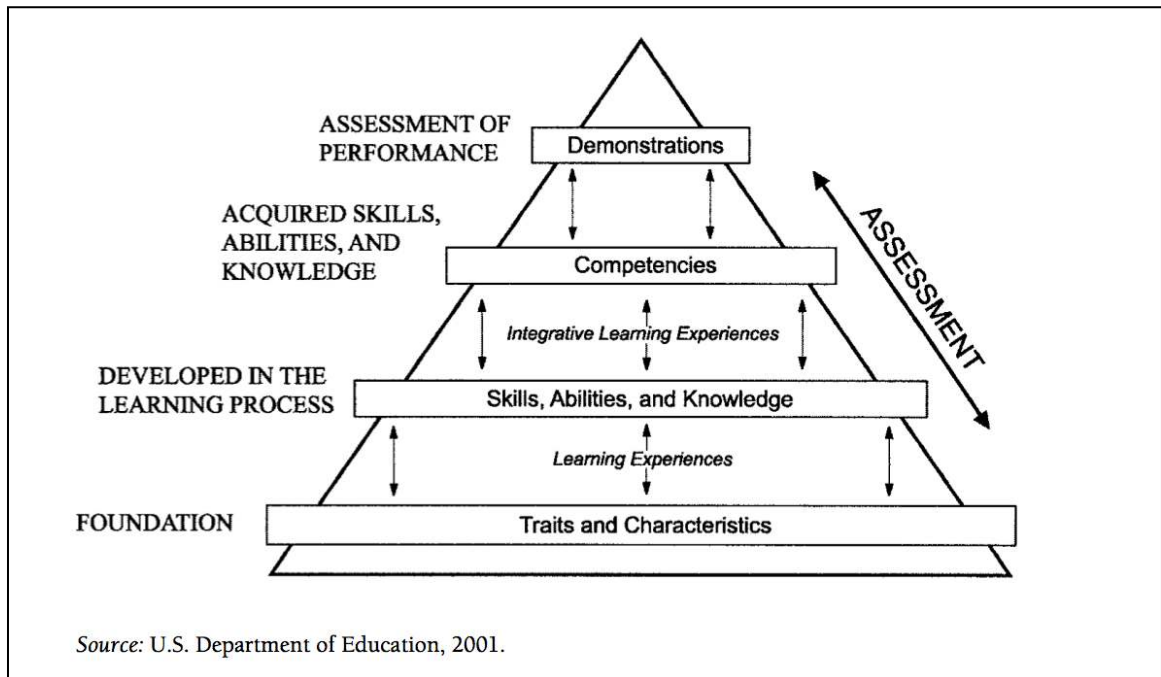 ASSESSMENT OF
PERFORMANCE
Demonstrations
ACQUIRED SKILLS,
ABILITIES, AND
KNOWLEDGE
Competencies
ASSESSMENT
Integrative Learning Experiences
DEVELOPED IN THE
LEARNING PROCESS
Skills, Abilities, and Knowledge
Learning Experiences
FOUNDATION
Traits and Characteristics
Source: U.S. Department of Education, 2001.